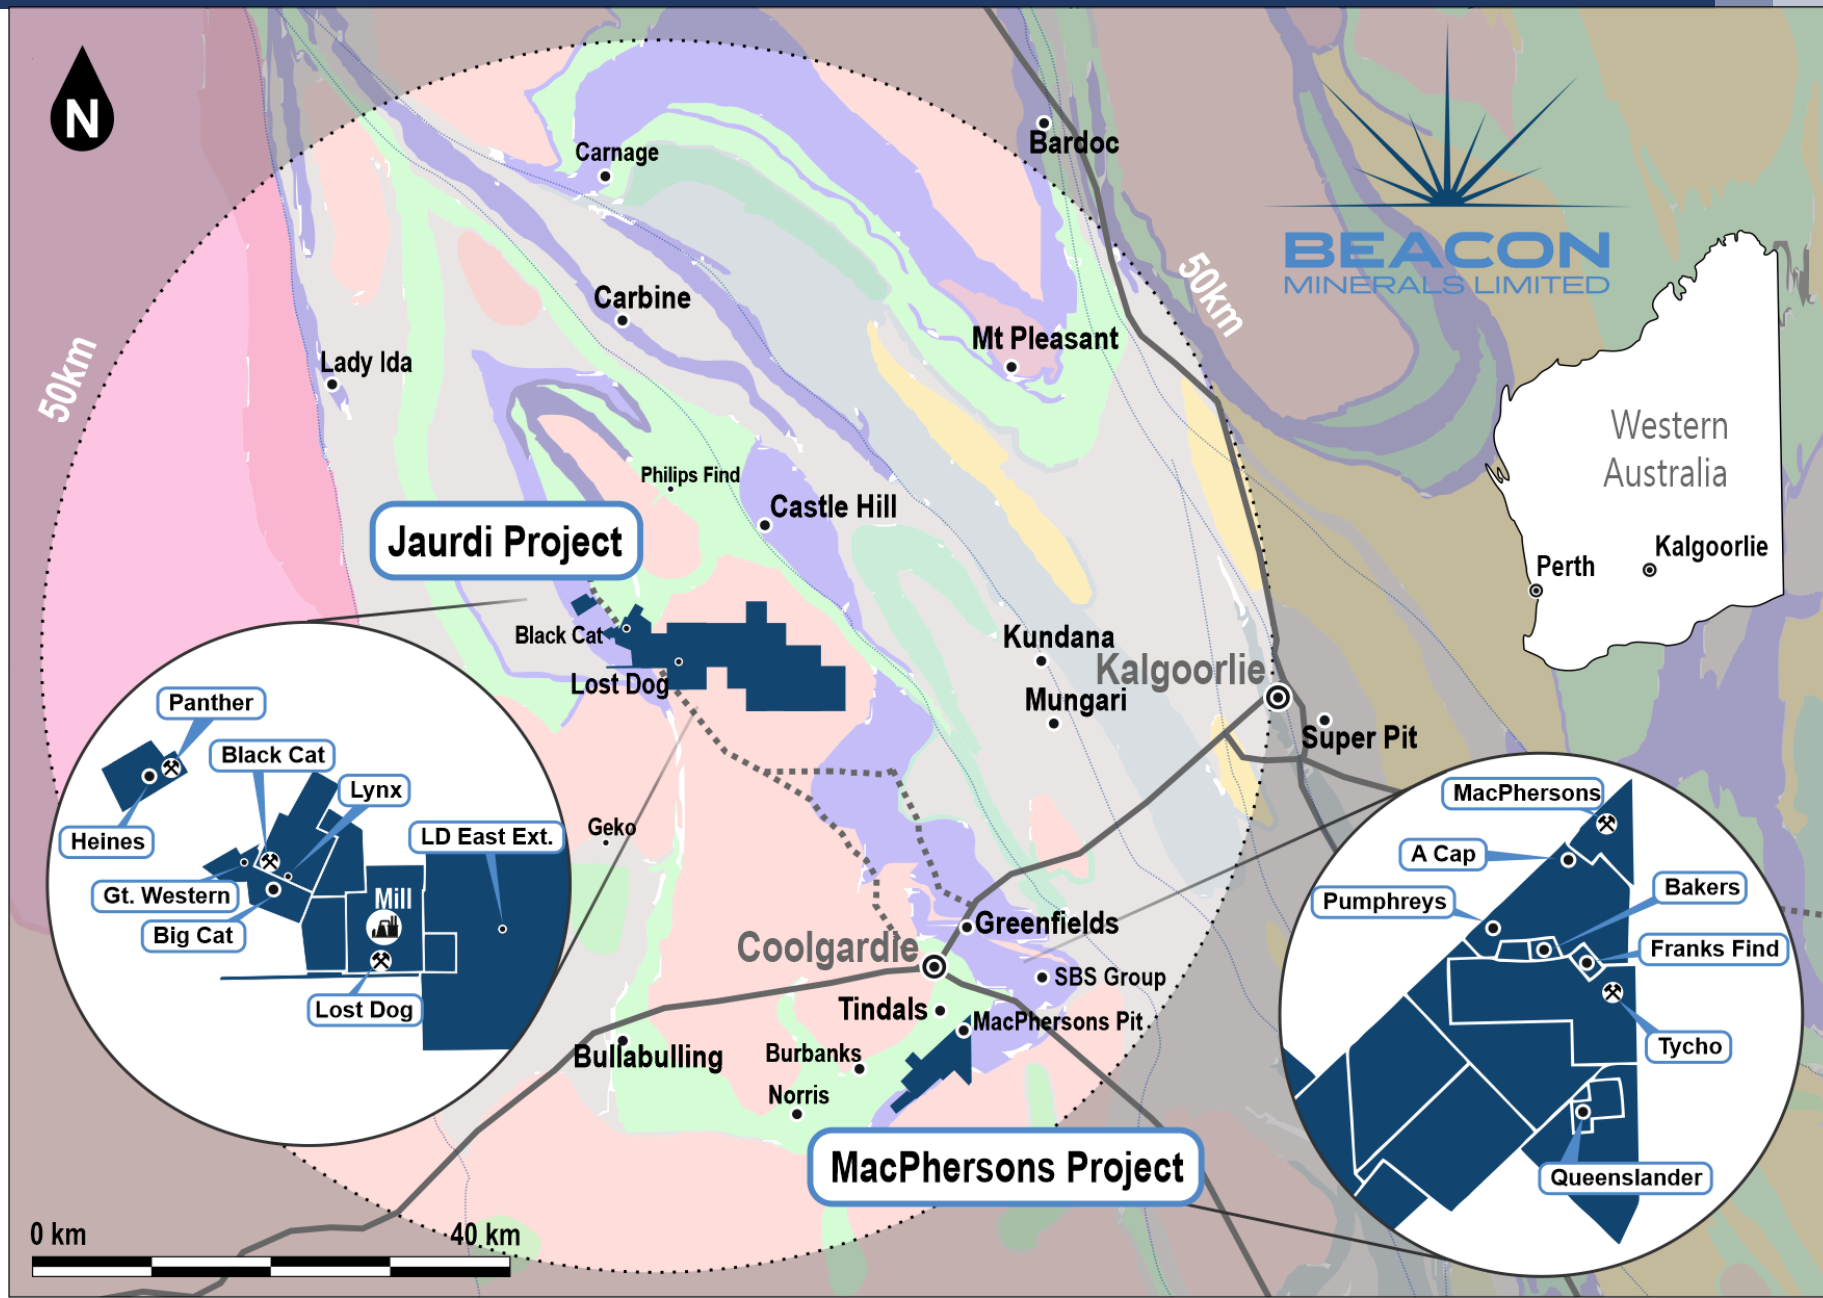 N
Bardoc
Carnage
50km
BEACON
MINERALS LIMITED
Carbine
Mt Pleasant
Lady Ida
50km
Western
Australia
Perth
Kalgoorlie
Philips Find
Castle Hill
Jaurdi Project
Black Cat
Lost Dog
Kundana
Kalgoorlie
Mungari
Super Pit
Panther
Black Cat
Lynx
Heines
LD East Ext.
Gt. Western
Mill
Big Cat
Lost Dog
Geko
MacPhersons
A Cap
Bakers
Pumphreys
Franks Find
Tycho
Queenslander
Greenfields
Coolgardie
SBS Group
Tindals
MacPhersons Pit
Bullabulling
Burbanks
Norris
MacPhersons Project
0 km
40 km